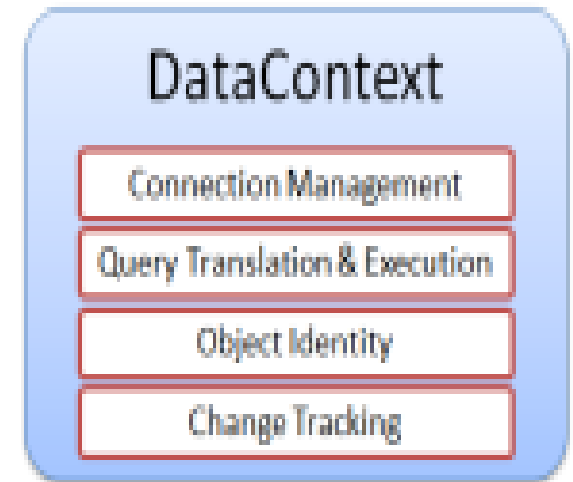 DataContext
Connection Management
Query Translation & Execution
Object Identity
Change Tracking